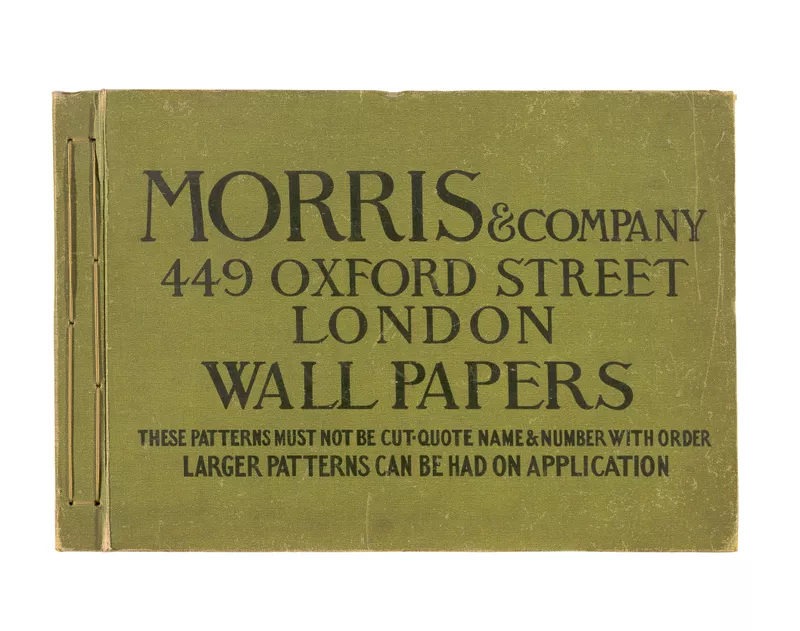 MORRIS & COMPANY
449 OXFORD STREET
LONDON
WALL PAPERS
THESE PATTERNS MUST NOT BE CUT·QUOTE NAME & NUMBER WITH ORDER
LARGER PATTERNS CAN BE HAD ON APPLICATION